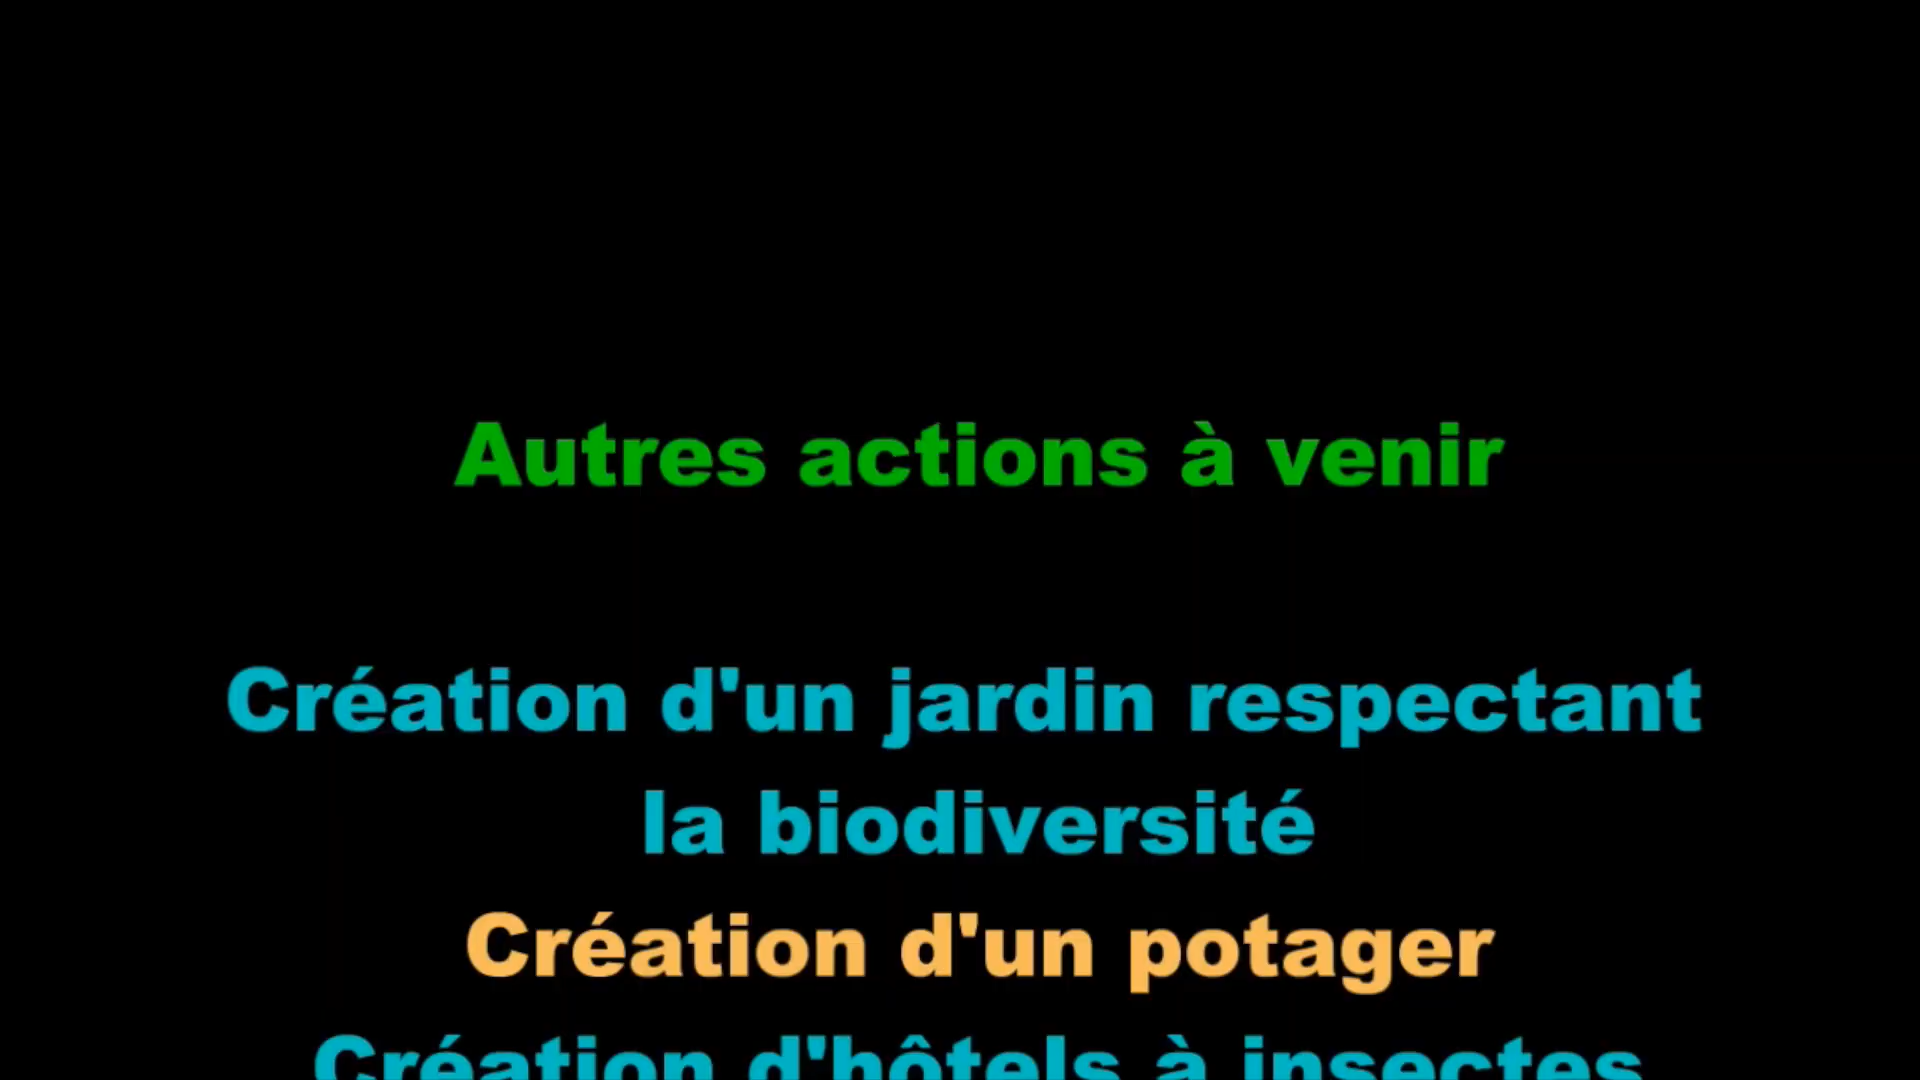 Autres actions à venir
Création d'un jardin respectant
la biodiversité
Création d'un potager
Création d'hôtels à insectes